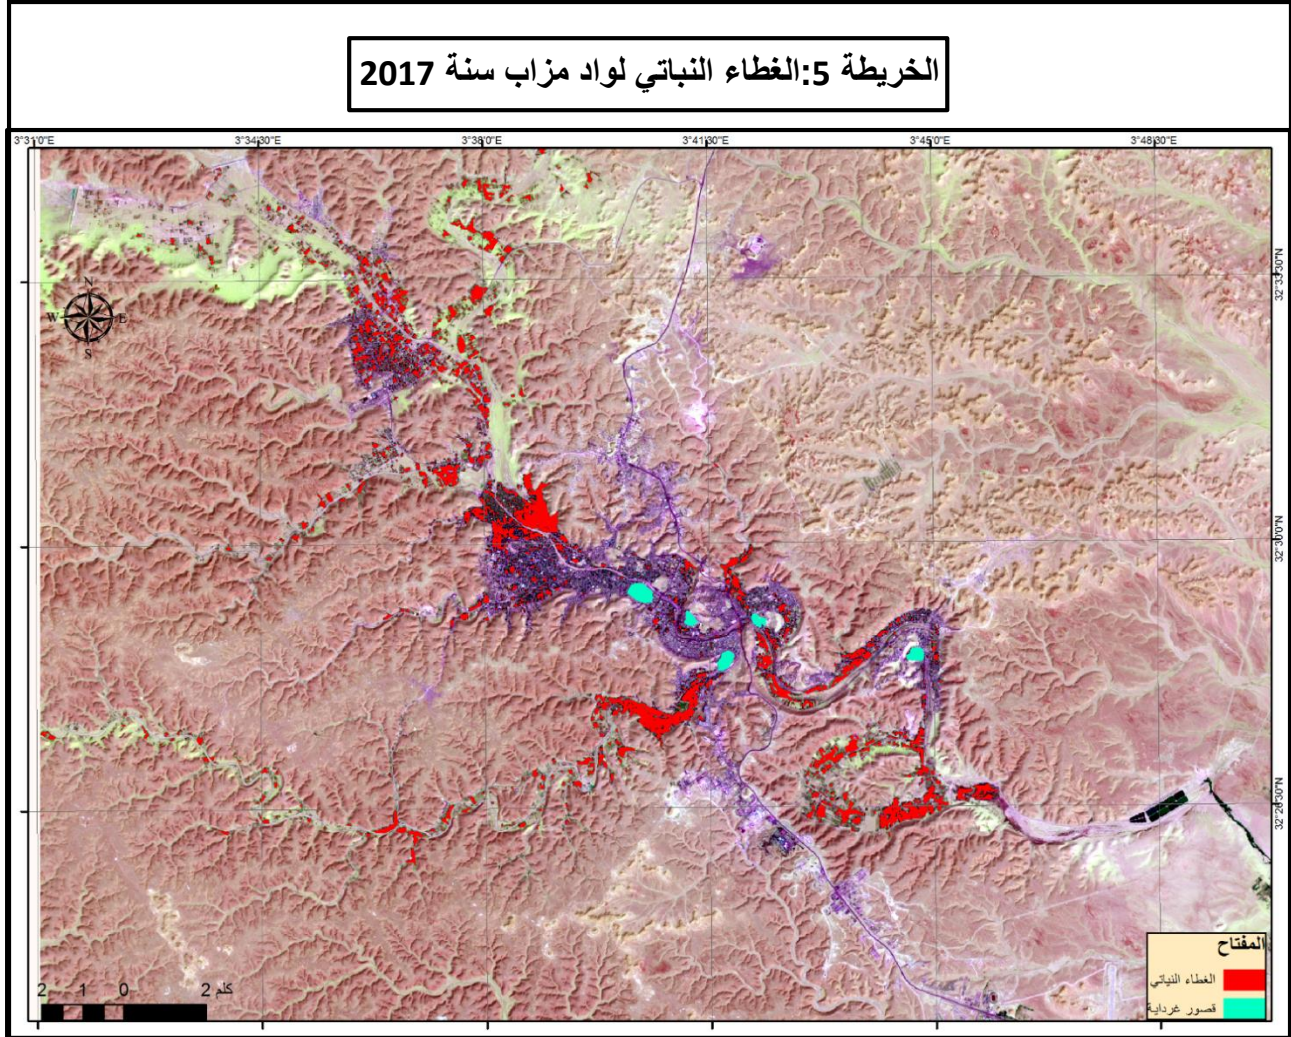 الخريطة 5:الغطاء النباتي لواد مزاب سنة 2017
3°31'0"E 3°34'30"E 3°38'0"E 3°41'30"E 3°45'0"E 3°48'30"E
32°33'30"N
N
W E
S
32°30'0"N
32°26'30"N
المفتاح
الغطاء النباتي
قصور غرداية
2 1 0 2 كلم